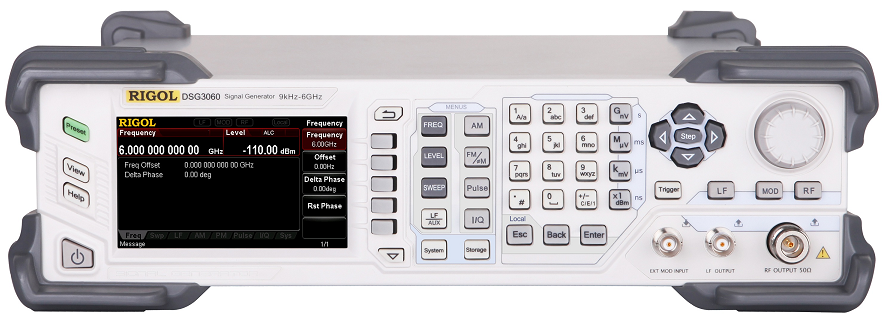 RIGOL DSG3060 Signal Generator 9kHz-6GHz
Preset
View
Help
RIGOL LF MOD RF Local
Frequency Level ALC
6.000 000 000 00 GHz -110.00 dBm
Freq Offset 0.000 000 000 00 GHz
Delta Phase 0.00 deg
Freq Swp LF AM PM Pulse I/Q Sys
Message 1/1
Frequency
Frequency
6.00GHz
Offset
0.00Hz
Delta Phase
0.00deg
Rst Phase
MENUS
FREQ AM
LEVEL FM/øM
SWEEP Pulse
LF AUX I/Q
System Storage
1 A/a 2 abc 3 def G nV s
4 ghi 5 jkl 6 mno M µV ms
7 pqrs 8 tuv 9 wxyz k mV µs
. # 0 +/− C/E/1 x1 dBm ns
Local
Esc Back Enter
Step
Trigger LF MOD RF
EXT MOD INPUT LF OUTPUT RF OUTPUT 50Ω